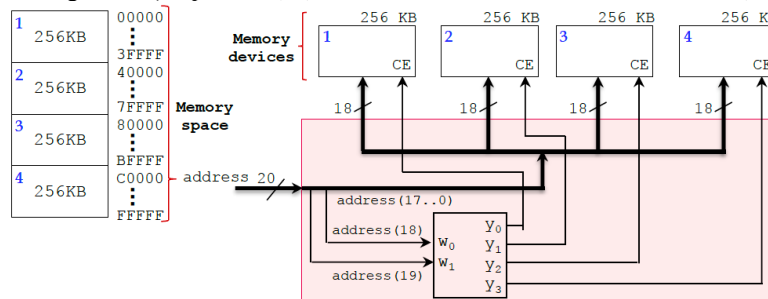 1
256KB
00000
3FFFF
2
256KB
40000
7FFFF
3
256KB
80000
BFFFF
4
256KB
C0000
FFFFF
Memory
space
Memory
devices
256 KB
1
CE
256 KB
2
256 KB
3
CE
256 K
4
CE
18
18
18
18
address 20
address(17..0)
address(18)
address(19)
w0
w1
y0
y1
y2
y3